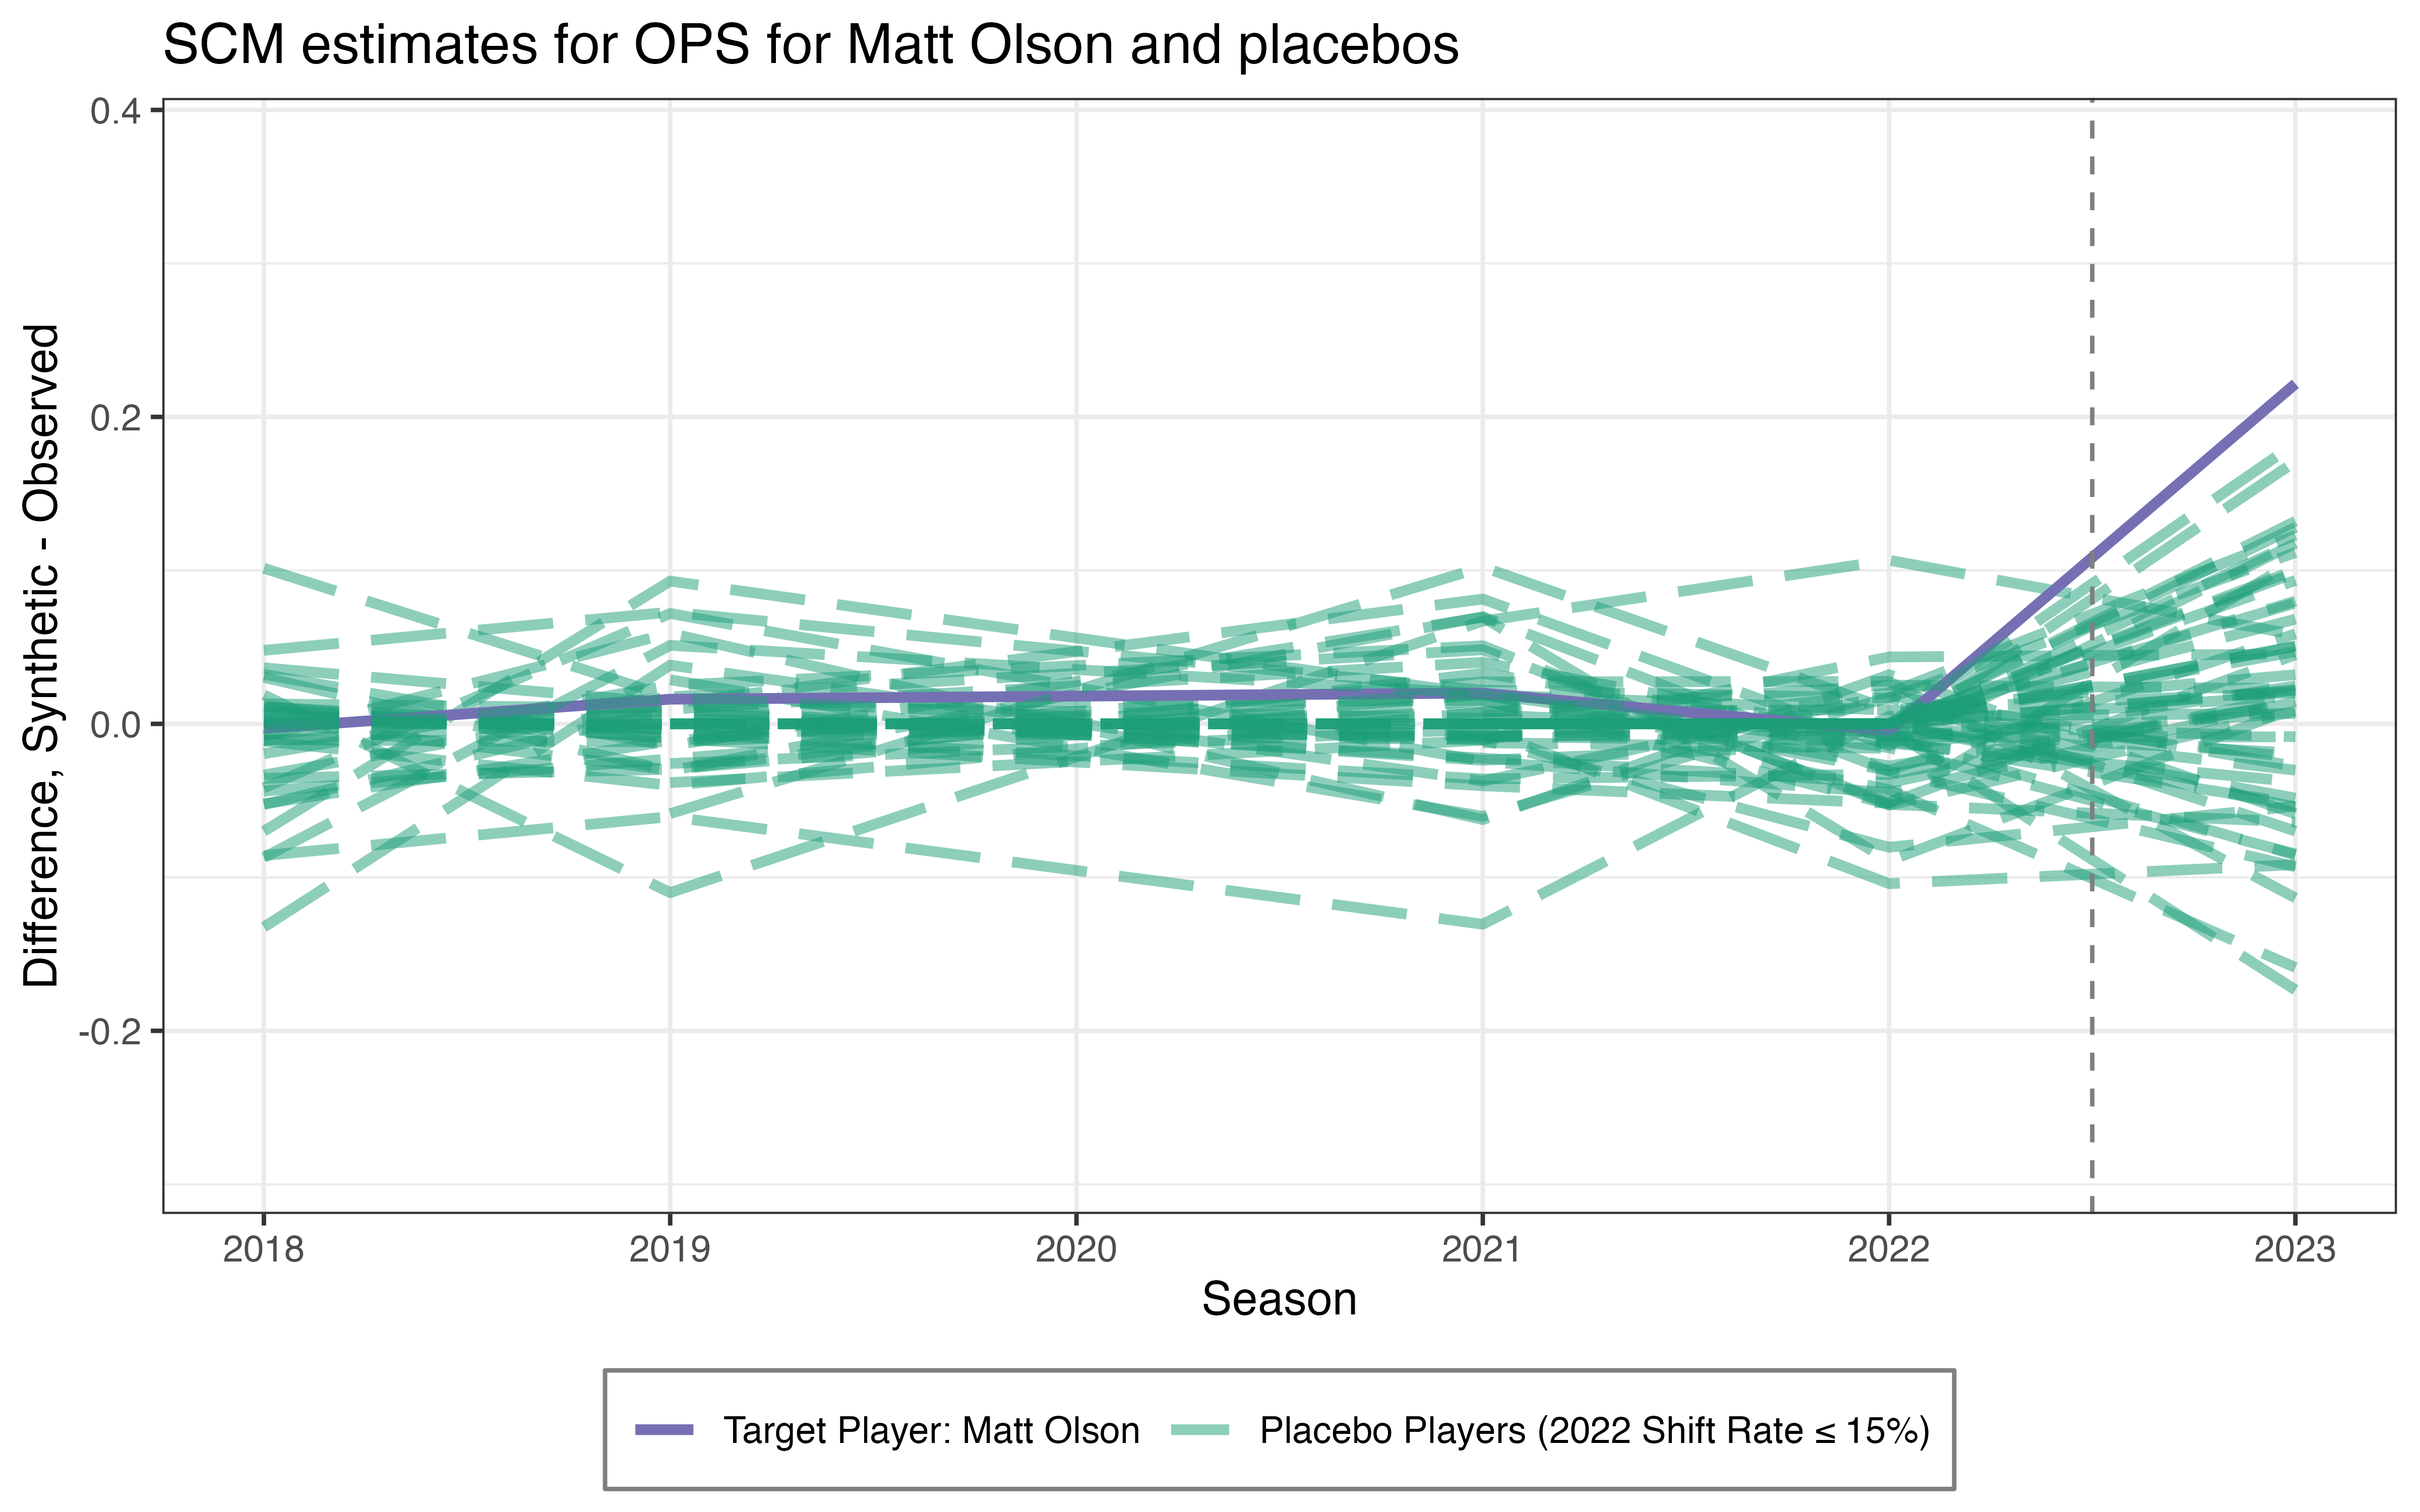 SCM estimates for OPS for Matt Olson and placebos
Difference, Synthetic - Observed
0.4
0.2
0.0
-0.2
2018 2019 2020 2021 2022 2023
Season
Target Player: Matt Olson Placebo Players (2022 Shift Rate ≤ 15%)